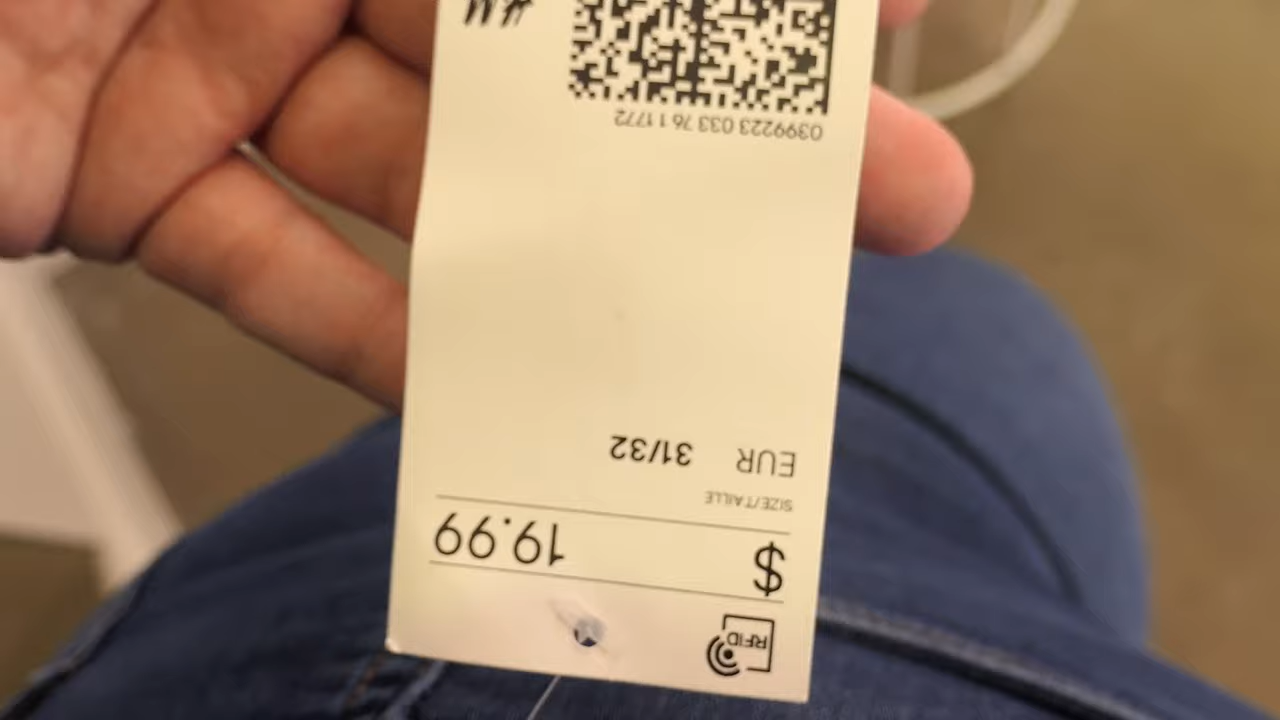 RFID
$ 19.99
SIZE/TAILLE
EUR 31/32
0399223 033 76 1 1772
H&M